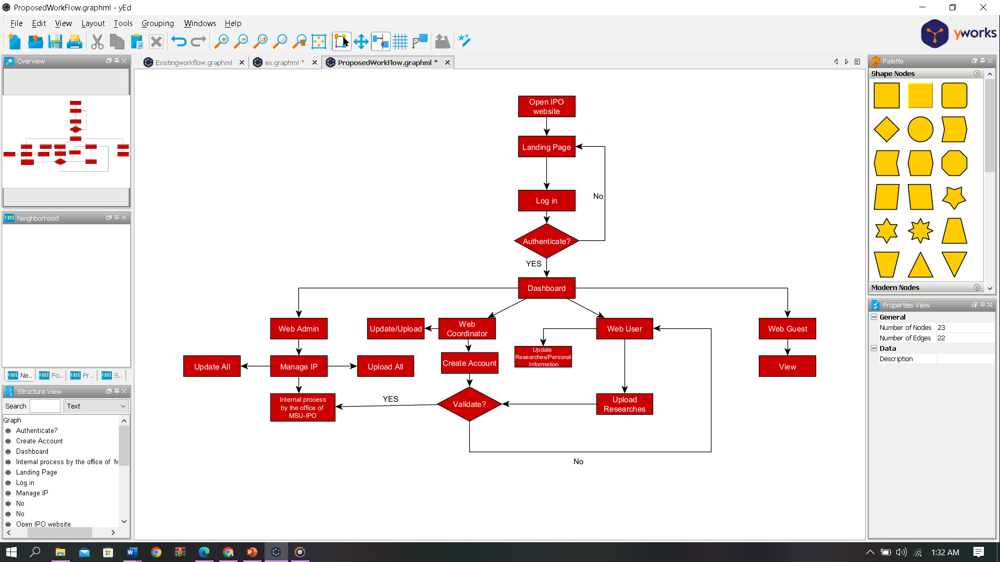 ProposedWorkFlow.graphml - yEd
File Edit View Layout Tools Grouping Windows Help
yworks
Overview
Existingworkflow.graphml
ex.graphml *
ProposedWorkFlow.graphml *
Palette
Shape Nodes
Modern Nodes
Neighborhood
Ne..
Fo..
Pr..
S..
Structure View
Search
Text
Graph
Authenticate?
Create Account
Dashboard
Internal process by the office of M
Landing Page
Log in
Manage IP
No
No
Open IPO website
Open IPO
website
Landing Page
Log in
No
Authenticate?
YES
Dashboard
Web Admin
Update/Upload
Web
Coordinator
Web User
Web Guest
Update All
Manage IP
Upload All
Create Account
Update
Researches/Personal
Information
View
Internal process
by the office of
MSU-IPO
YES
Validate?
Upload
Researches
No
Properties View
General
Number of Nodes 23
Number of Edges 22
Data
Description
1:32 AM